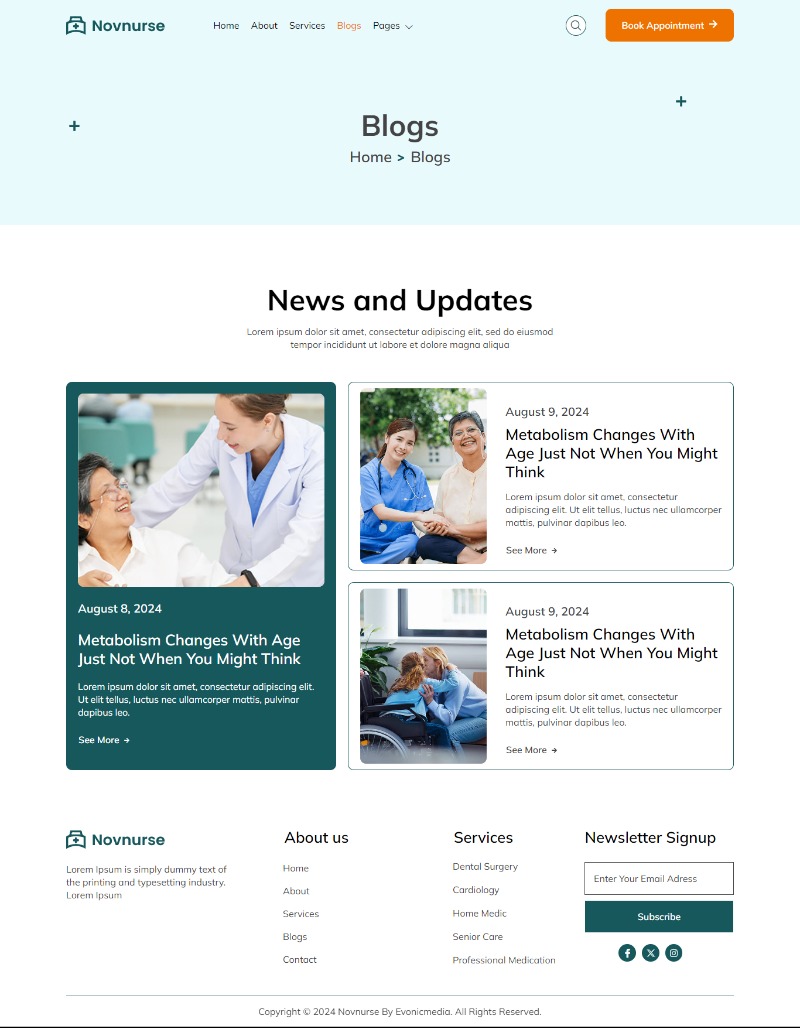 Novnurse
Home
About
Services
Blogs
Pages
Book Appointment
Blogs
Home > Blogs
News and Updates
Lorem ipsum dolor sit amet, consectetur adipiscing elit, sed do eiusmod
tempor incididunt ut labore et dolore magna aliqua
August 8, 2024
Metabolism Changes With Age
Just Not When You Might Think
Lorem ipsum dolor sit amet, consectetur adipiscing elit.
Ut elit tellus, luctus nec ullamcorper mattis, pulvinar
dapibus leo.
See More
August 9, 2024
Metabolism Changes With
Age Just Not When You Might
Think
Lorem ipsum dolor sit amet, consectetur
adipiscing elit. Ut elit tellus, luctus nec ullamcorper
mattis, pulvinar dapibus leo.
See More
August 9, 2024
Metabolism Changes With
Age Just Not When You Might
Think
Lorem ipsum dolor sit amet, consectetur
adipiscing elit. Ut elit tellus, luctus nec ullamcorper
mattis, pulvinar dapibus leo.
See More
Novnurse
Lorem Ipsum is simply dummy text of
the printing and typesetting industry.
Lorem Ipsum
About us
Home
About
Services
Blogs
Contact
Services
Dental Surgery
Cardiology
Home Medic
Senior Care
Professional Medication
Newsletter Signup
Enter Your Email Adress
Subscribe
Copyright © 2024 Novnurse By Evonicmedia. All Rights Reserved.